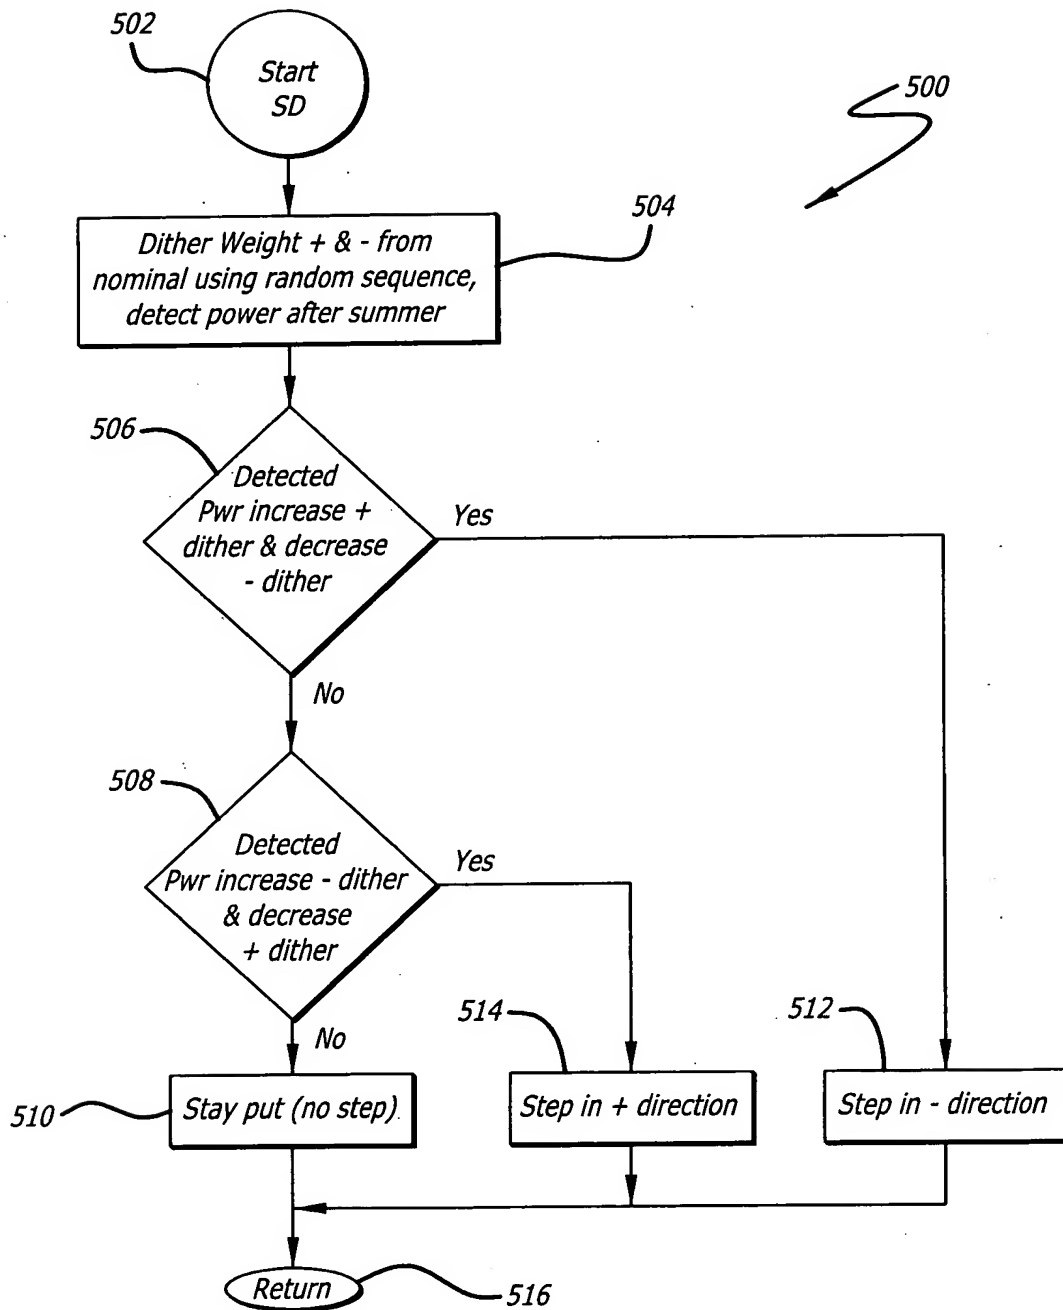 502
Start
SD
500
504
Dither Weight + & - from
nominal using random sequence,
detect power after summer
506
Detected
Pwr increase +
dither & decrease
- dither
Yes
No
508
Detected
Pwr increase - dither
& decrease
+ dither
Yes
No
514
512
510
Stay put (no step)
Step in + direction
Step in - direction
Return
516